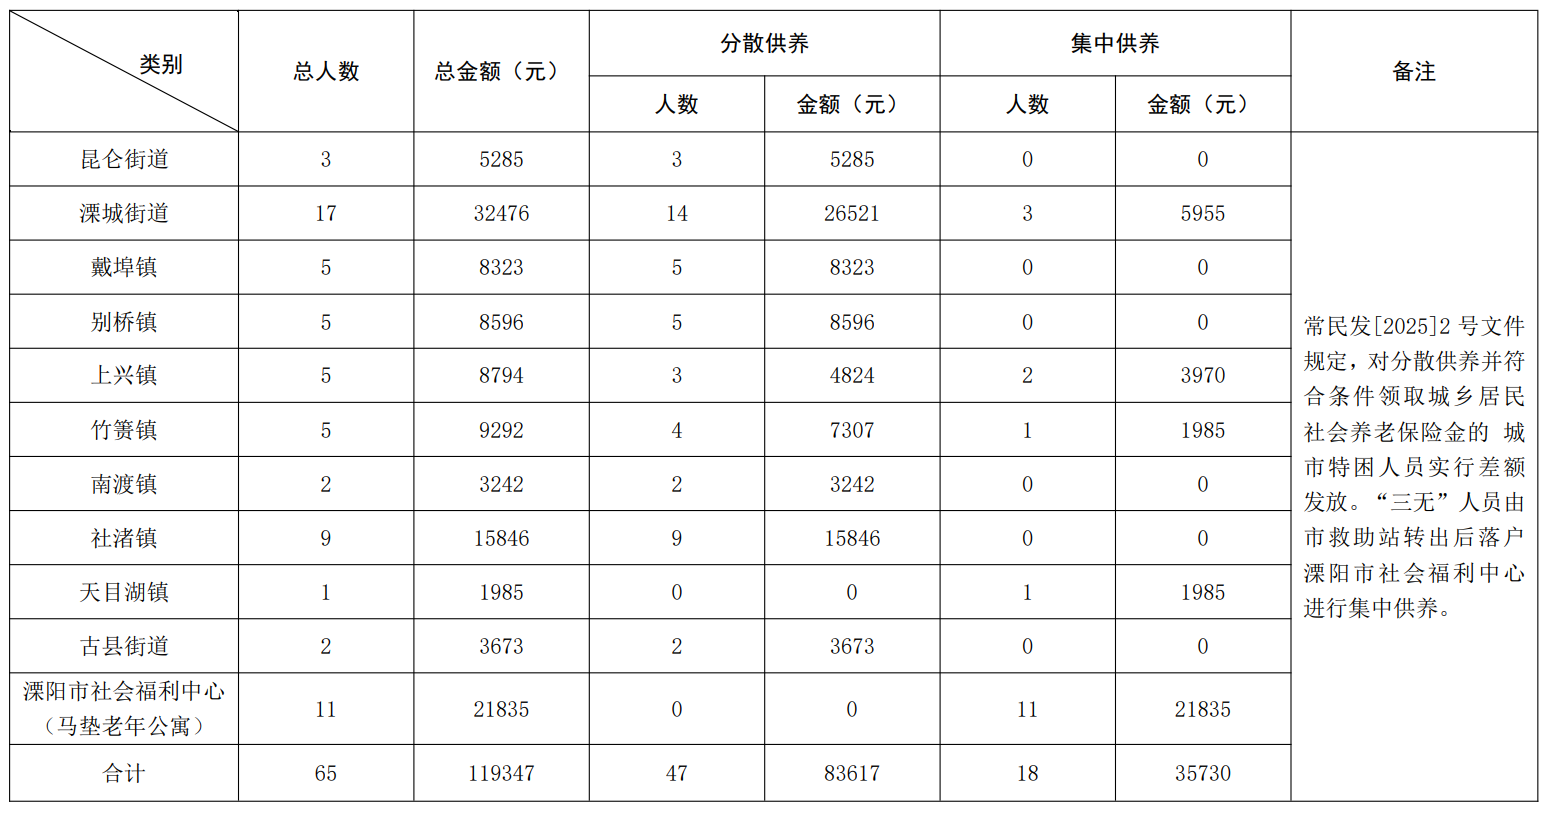 类别 总人数 总金额（元） 分散供养 集中供养 备注
人数 金额（元） 人数 金额（元）
昆仑街道 3 5285 3 5285 0 0
溧城街道 17 32476 14 26521 3 5955
戴埠镇 5 8323 5 8323 0 0
别桥镇 5 8596 5 8596 0 0
上兴镇 5 8794 3 4824 2 3970
竹箦镇 5 9292 4 7307 1 1985
南渡镇 2 3242 2 3242 0 0
社渚镇 9 15846 9 15846 0 0
天目湖镇 1 1985 0 0 1 1985
古县街道 2 3673 2 3673 0 0
溧阳市社会福利中心
（马垫老年公寓） 11 21835 0 0 11 21835
合计 65 119347 47 83617 18 35730
常民发[2025]2 号文件
规定，对分散供养并符
合条件领取城乡居民
社会养老保险金的 城
市特困人员实行差额
发放。“三无”人员由
市救助站转出后落户
溧阳市社会福利中心
进行集中供养。